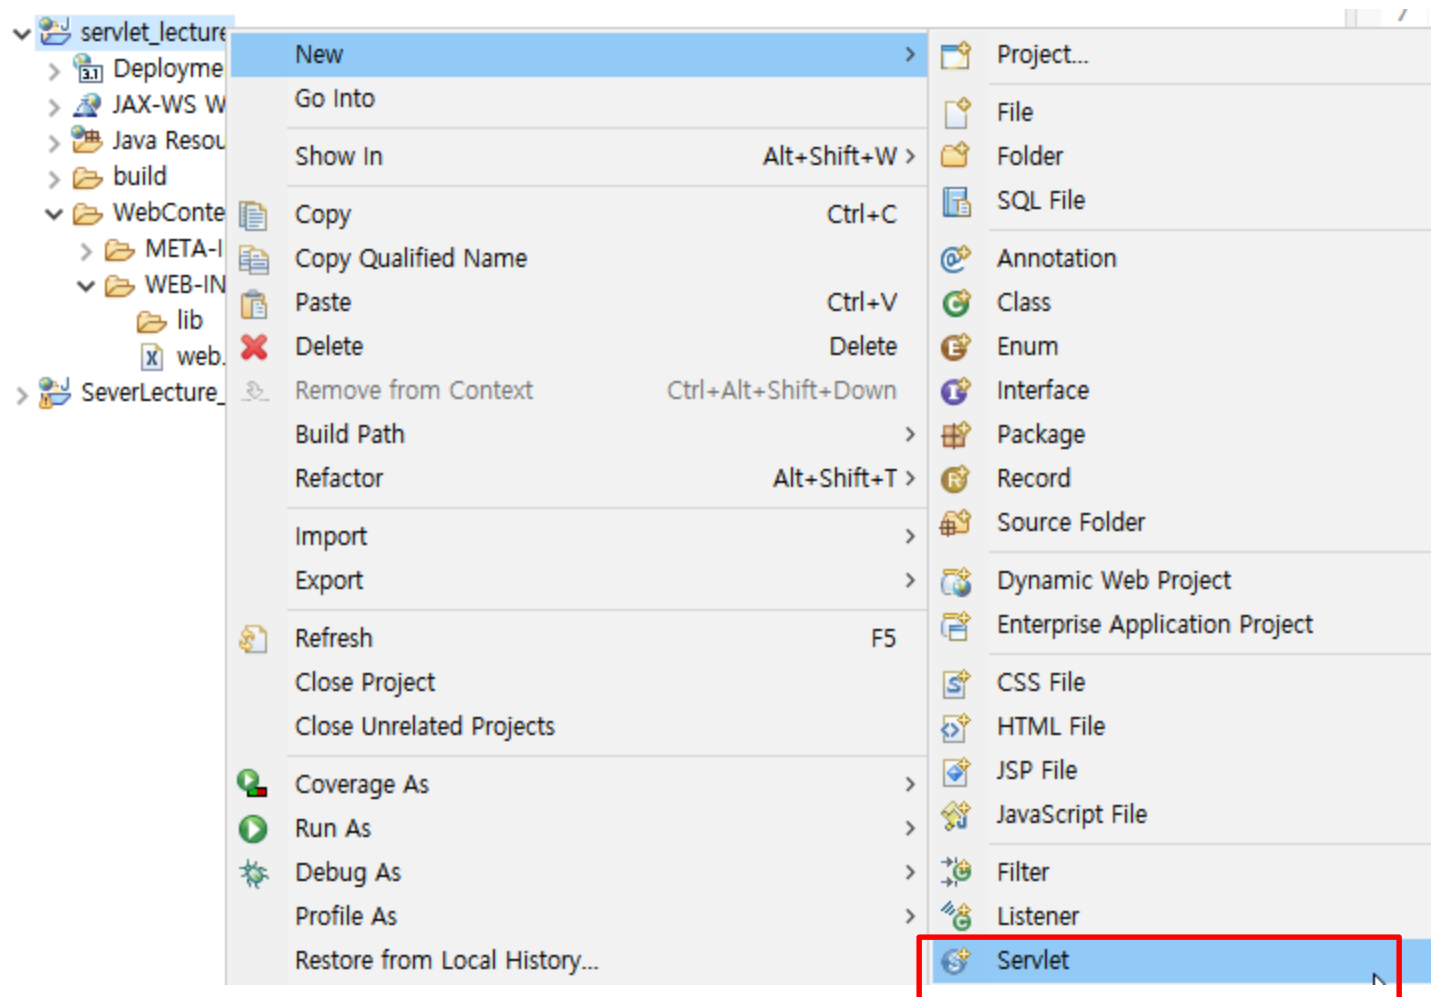 servlet_lecture
3.1 Deployme
JAX-WS W
Java Resou
build
WebConte
META-I
WEB-IN
lib
web.
SeverLecture_
New
Go Into
Show In Alt+Shift+W
Copy Ctrl+C
Copy Qualified Name
Paste Ctrl+V
Delete Delete
Remove from Context Ctrl+Alt+Shift+Down
Build Path
Refactor Alt+Shift+T
Import
Export
Refresh F5
Close Project
Close Unrelated Projects
Coverage As
Run As
Debug As
Profile As
Restore from Local History...
Project...
File
Folder
SQL File
Annotation
Class
Enum
Interface
Package
Record
Source Folder
Dynamic Web Project
Enterprise Application Project
CSS File
HTML File
JSP File
JavaScript File
Filter
Listener
Servlet